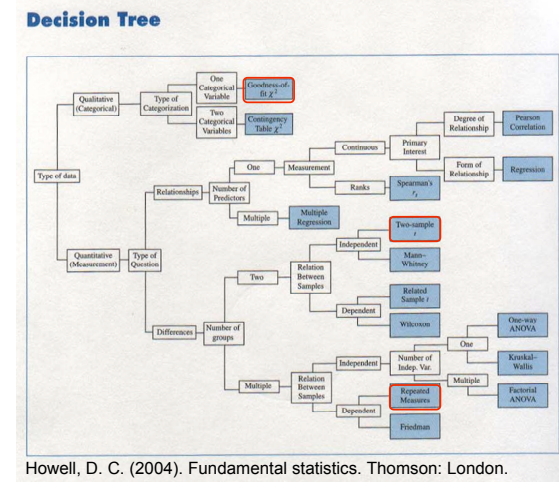 Decision Tree
One
Categorical
Variable
Goodness-of-
fit χ²
Qualitative
(Categorical)
Type of
Categorization
Two
Categorical
Variables
Contingency
Table χ²
Type of data
Quantitative
(Measurement)
Type of
Question
Relationships
Number of
Predictors
One
Measurement
Continuous
Primary
Interest
Degree of
Relationship
Pearson
Correlation
Form of
Relationship
Regression
Ranks
Spearman's
rs
Multiple
Multiple
Regression
Differences
Number of
groups
Two
Relation
Between
Samples
Independent
Two-sample
t
Mann–
Whitney
Dependent
Related
Sample t
Wilcoxon
Multiple
Relation
Between
Samples
Independent
Number of
Indep. Var.
One
One-way
ANOVA
Kruskal–
Wallis
Multiple
Factorial
ANOVA
Dependent
Repeated
Measures
Friedman
Howell, D. C. (2004). Fundamental statistics. Thomson: London.